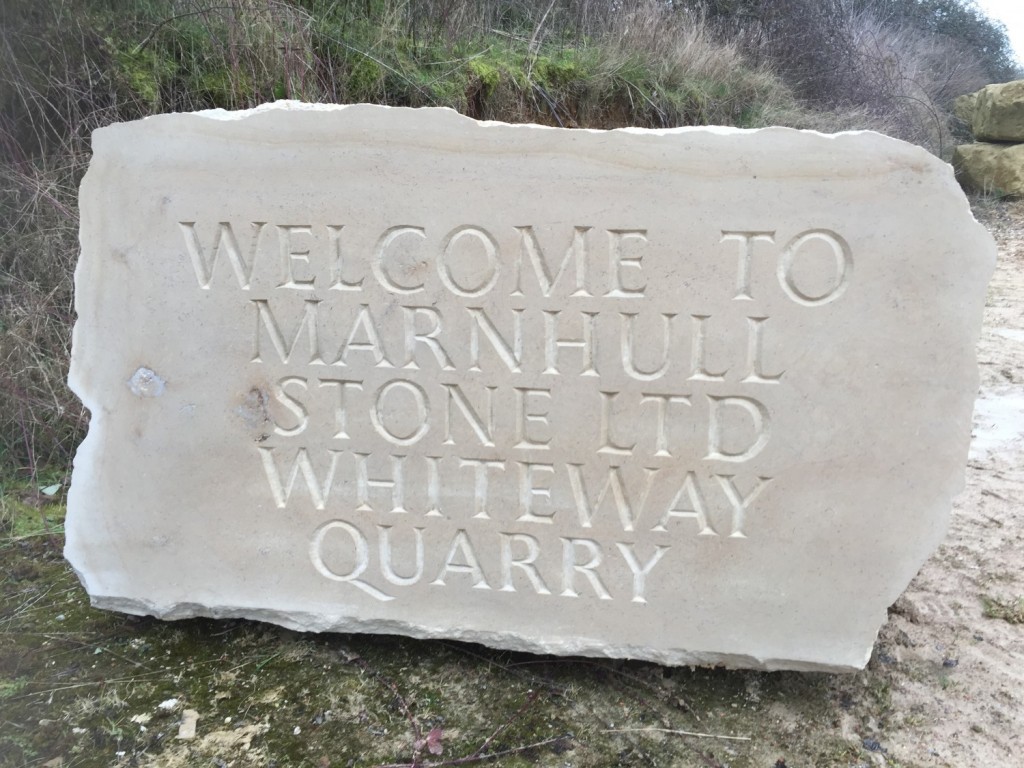 WELCOME TO
MARNHULL
STONE LTD
WHITEWAY
QUARRY